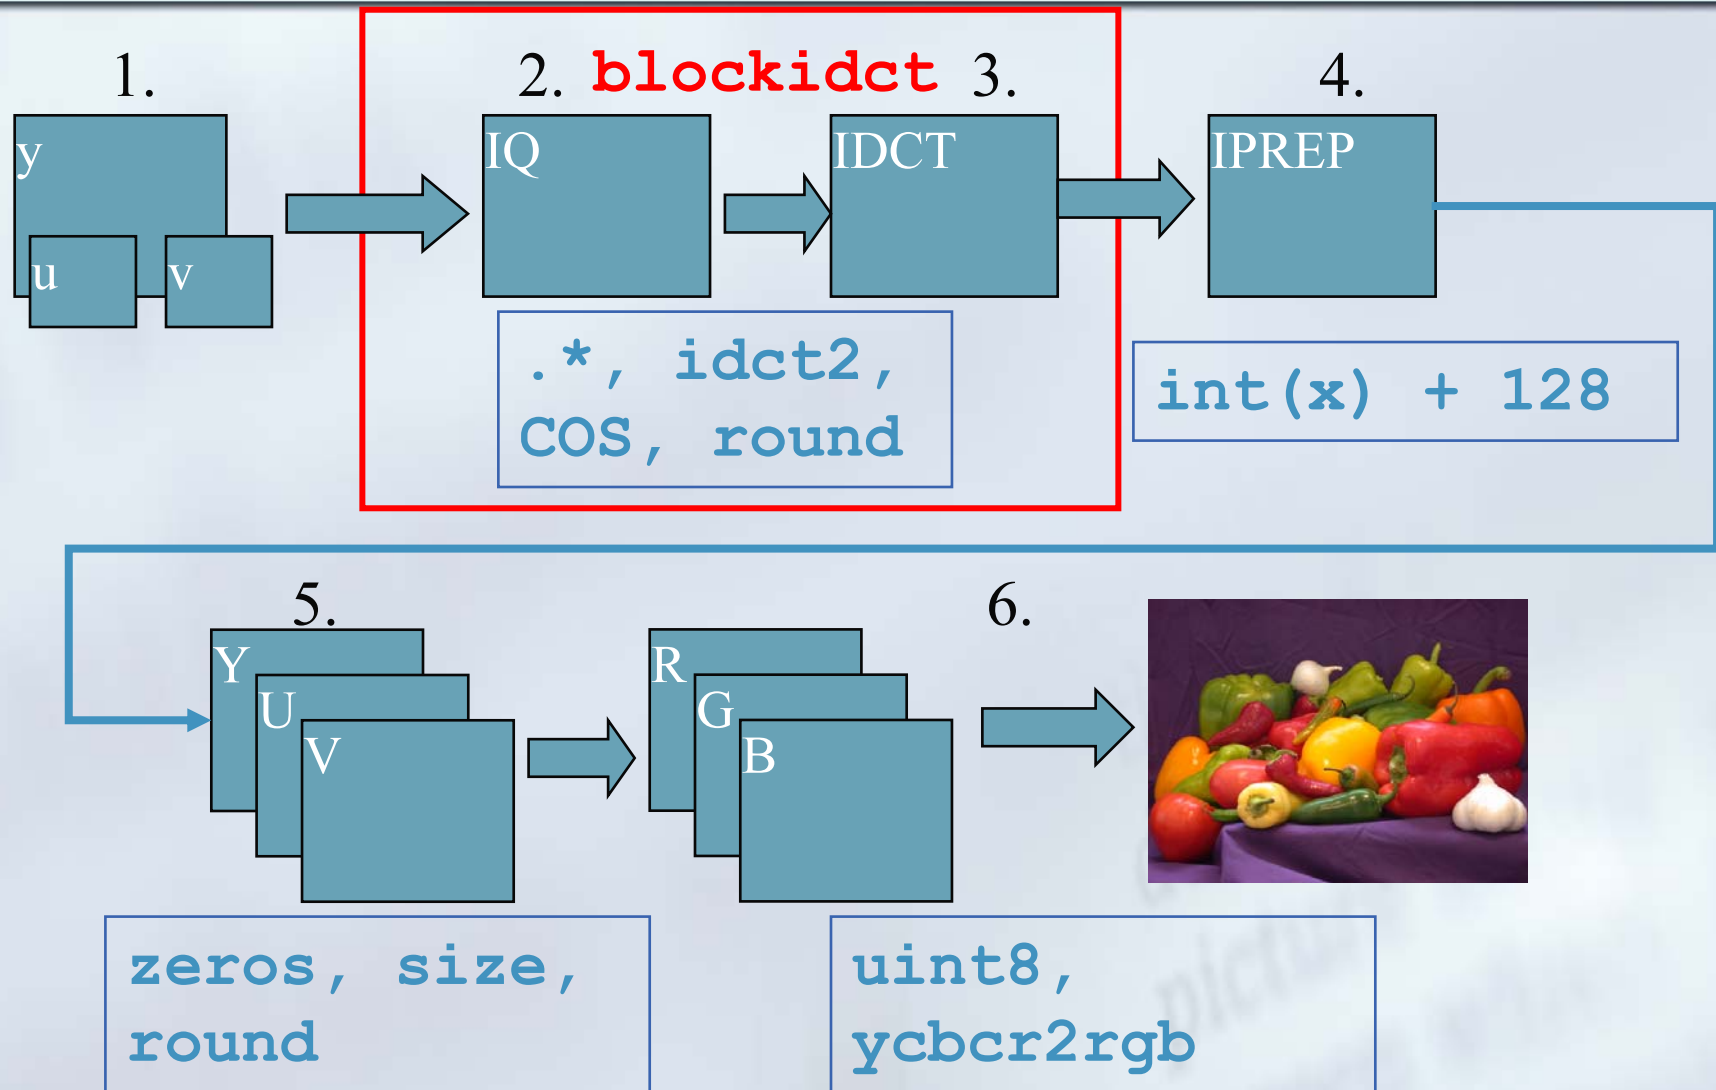 1.
2. blockidct 3.
4.
y
u
v
IQ
IDCT
IPREP
.*, idct2,
COS, round
int(x) + 128
5.
6.
Y
U
V
R
G
B
zeros, size,
round
uint8,
ycbcr2rgb
picture